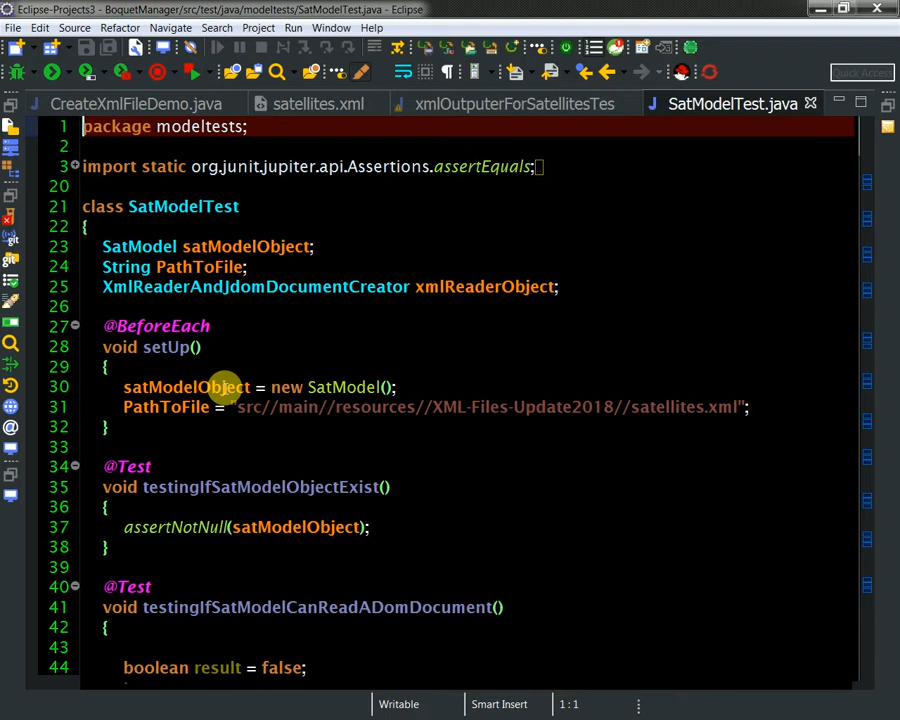 Eclipse-Projects3 - BoquetManager/src/test/java/modeltests/SatModelTest.java - Eclipse
File Edit Source Refactor Navigate Search Project Run Window Help
Quick Access
CreateXmlFileDemo.java satellites.xml xmlOutputerForSatellitesTes SatModelTest.java
1 package modeltests;
2
3 import static org.junit.jupiter.api.Assertions.assertEquals;
20
21 class SatModelTest
22 {
23 SatModel satModelObject;
24 String PathToFile;
25 XmlReaderAndJdomDocumentCreator xmlReaderObject;
26
27 @BeforeEach
28 void setUp()
29 {
30 satModelObject = new SatModel();
31 PathToFile = "src//main//resources//XML-Files-Update2018//satellites.xml";
32 }
33
34 @Test
35 void testingIfSatModelObjectExist()
36 {
37 assertNotNull(satModelObject);
38 }
39
40 @Test
41 void testingIfSatModelCanReadADomDocument()
42 {
43
44 boolean result = false;
Writable Smart Insert 1 : 1